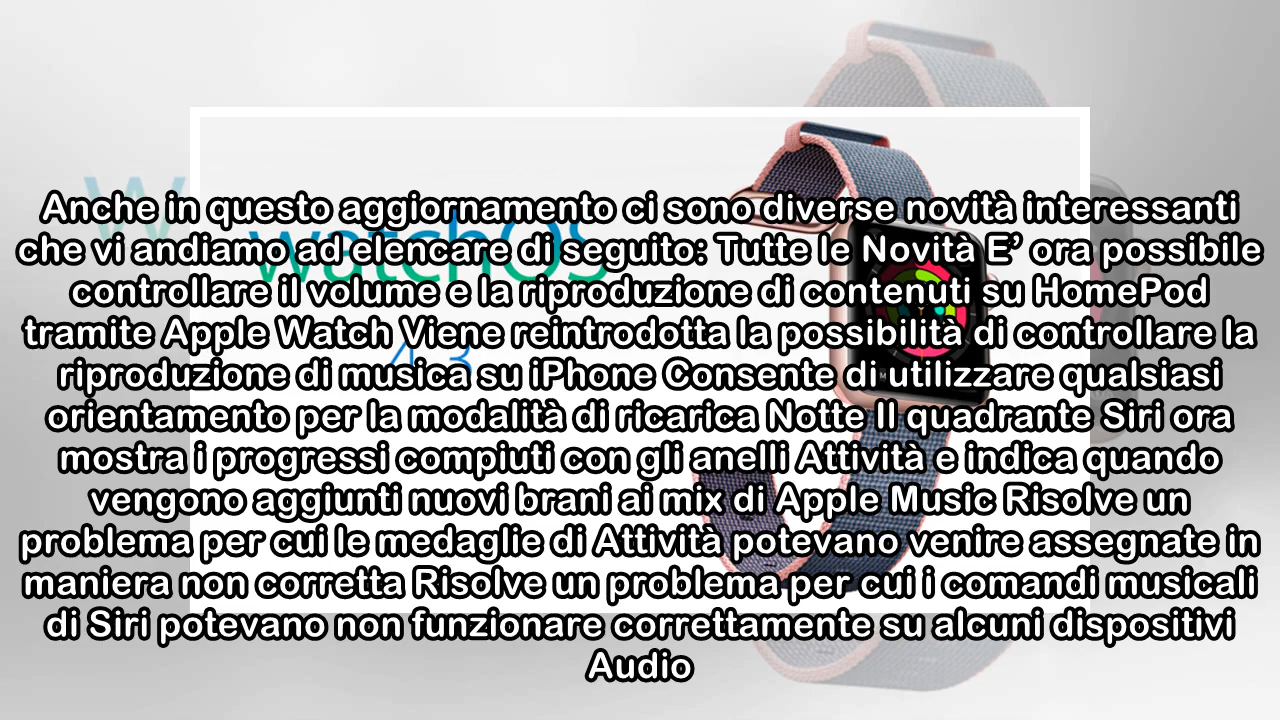 Anche in questo aggiornamento ci sono diverse novità interessanti
che vi andiamo ad elencare di seguito: Tutte le Novità E’ ora possibile
controllare il volume e la riproduzione di contenuti su HomePod
tramite Apple Watch Viene reintrodotta la possibilità di controllare la
riproduzione di musica su iPhone Consente di utilizzare qualsiasi
orientamento per la modalità di ricarica Notte Il quadrante Siri ora
mostra i progressi compiuti con gli anelli Attività e indica quando
vengono aggiunti nuovi brani ai mix di Apple Music Risolve un
problema per cui le medaglie di Attività potevano venire assegnate in
maniera non corretta Risolve un problema per cui i comandi musicali
di Siri potevano non funzionare correttamente su alcuni dispositivi
Audio
watchOS
4.3